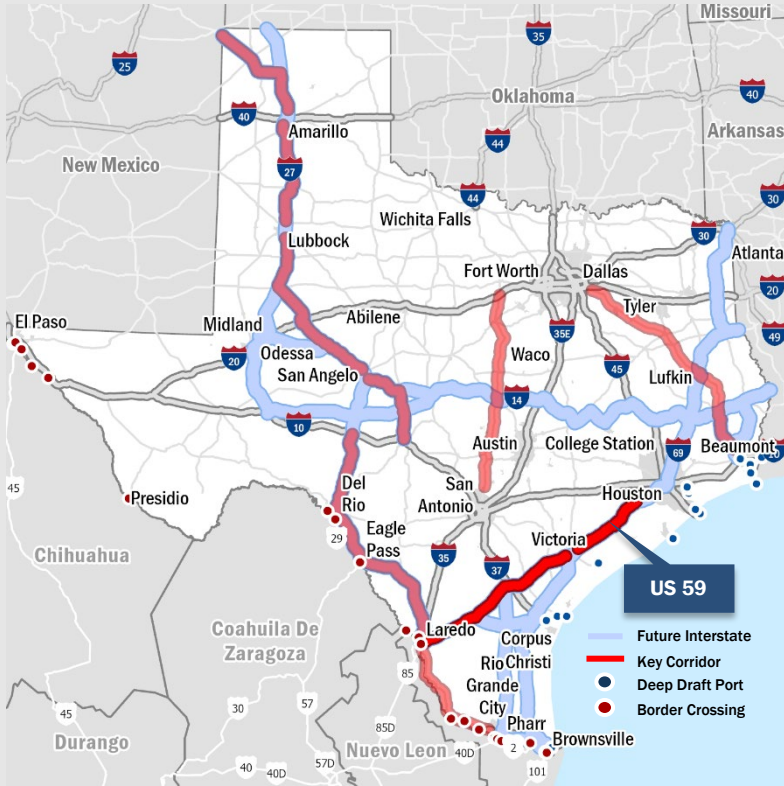 Missouri
35
25
40
Oklahoma
40
Amarillo
Arkansas
44
New Mexico
27
44
30
Wichita Falls
30
Lubbock
Atlanta
Fort Worth
Dallas
20
Tyler
El Paso
Midland
Abilene
35E
49
Odessa
Waco
45
20
San Angelo
Lufkin
14
10
Austin
College Station
69
Beaumont
10
Del
Rio
San
Antonio
Houston
45
Presidio
Eagle
Pass
29
Victoria
Chihuahua
35
37
US 59
Coahuila De
Zaragoza
Laredo
Corpus
Christi
Future Interstate
85
Rio
Grande
City
Key Corridor
Deep Draft Port
57
30
45
85D
Pharr
Border Crossing
Durango
Nuevo Leon
2
Brownsville
40
40D
57D
40D
101